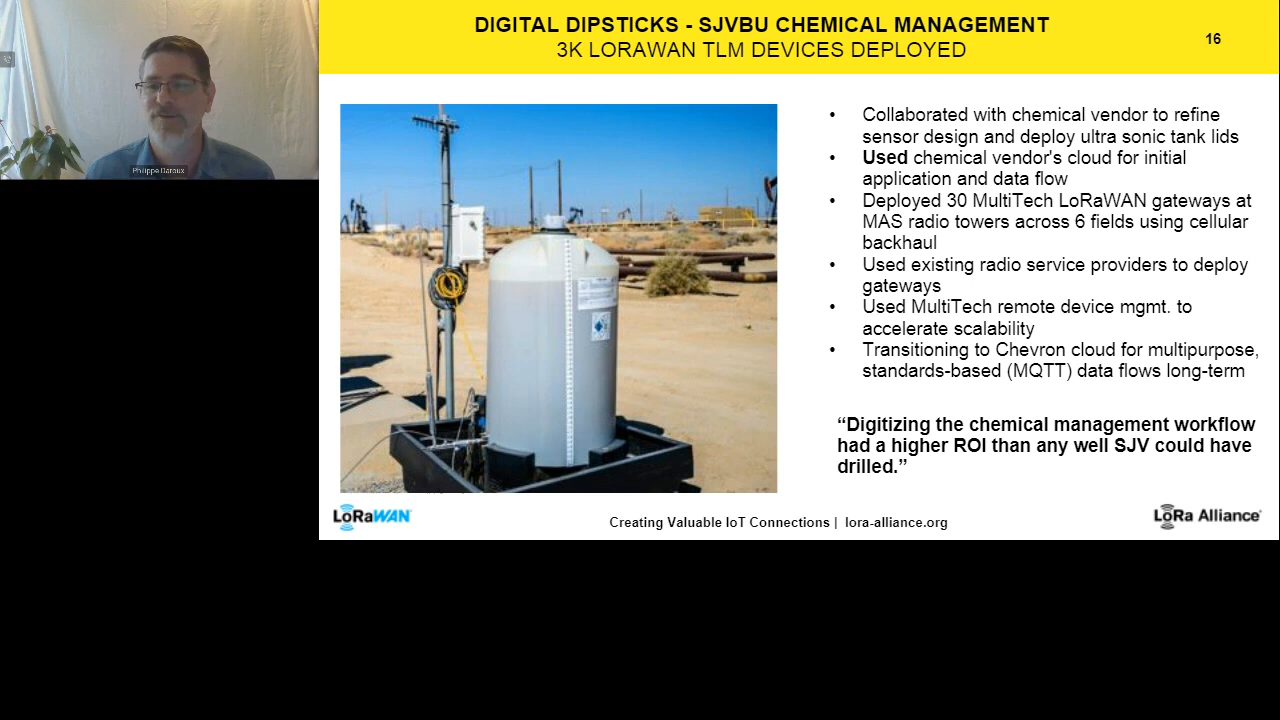 Philippe Daroux
DIGITAL DIPSTICKS - SJVBU CHEMICAL MANAGEMENT
3K LORAWAN TLM DEVICES DEPLOYED
16
• Collaborated with chemical vendor to refine
sensor design and deploy ultra sonic tank lids
• Used chemical vendor's cloud for initial
application and data flow
• Deployed 30 MultiTech LoRaWAN gateways at
MAS radio towers across 6 fields using cellular
backhaul
• Used existing radio service providers to deploy
gateways
• Used MultiTech remote device mgmt. to
accelerate scalability
• Transitioning to Chevron cloud for multipurpose,
standards-based (MQTT) data flows long-term
“Digitizing the chemical management workflow
had a higher ROI than any well SJV could have
drilled.”
LoRaWAN
Creating Valuable IoT Connections | lora-alliance.org
LoRa Alliance